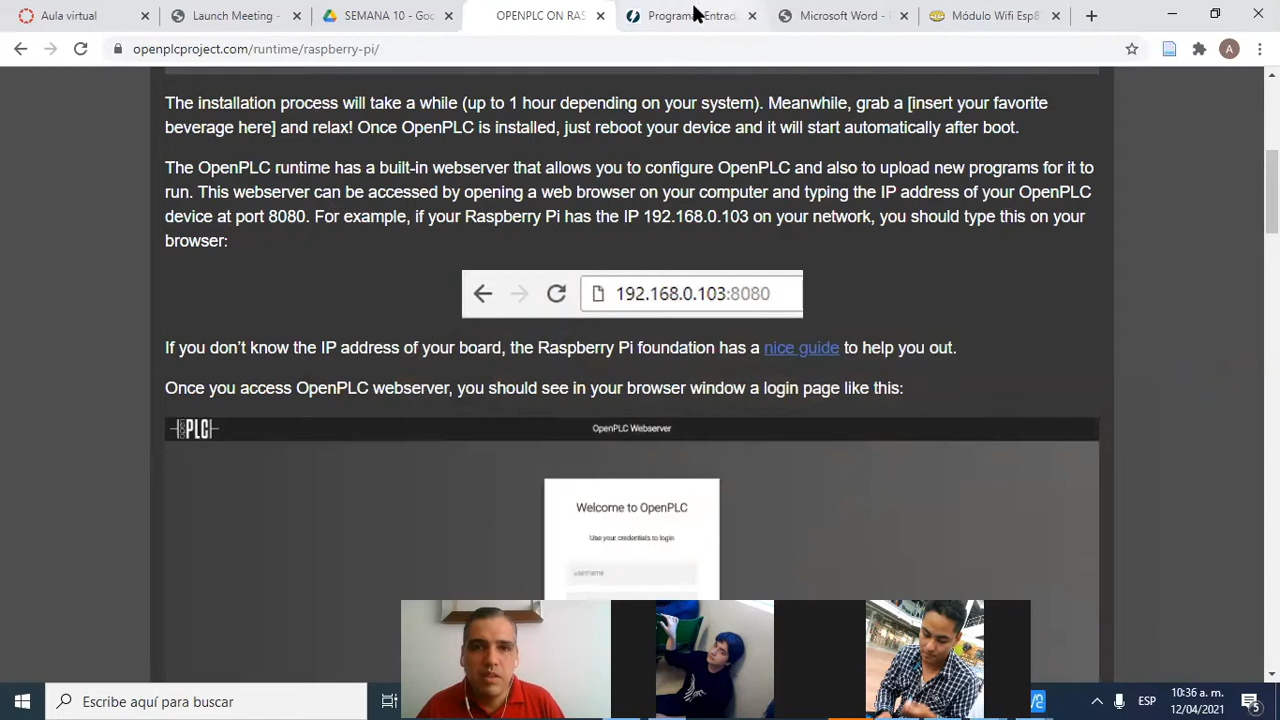 Aula virtual
Launch Meeting -
SEMANA 10 - Goo
OPENPLC ON RAS
Programa Entrad
Microsoft Word -
Módulo Wifi Esp8
openplcproject.com/runtime/raspberry-pi/
A
The installation process will take a while (up to 1 hour depending on your system). Meanwhile, grab a [insert your favorite
beverage here] and relax! Once OpenPLC is installed, just reboot your device and it will start automatically after boot.
The OpenPLC runtime has a built-in webserver that allows you to configure OpenPLC and also to upload new programs for it to
run. This webserver can be accessed by opening a web browser on your computer and typing the IP address of your OpenPLC
device at port 8080. For example, if your Raspberry Pi has the IP 192.168.0.103 on your network, you should type this on your
browser:
192.168.0.103:8080
If you don't know the IP address of your board, the Raspberry Pi foundation has a nice guide to help you out.
Once you access OpenPLC webserver, you should see in your browser window a login page like this:
PLC
OpenPLC Webserver
Welcome to OpenPLC
Use your credentials to login
username
Escribe aquí para buscar
ESP
10:36 a. m.
12/04/2021
5